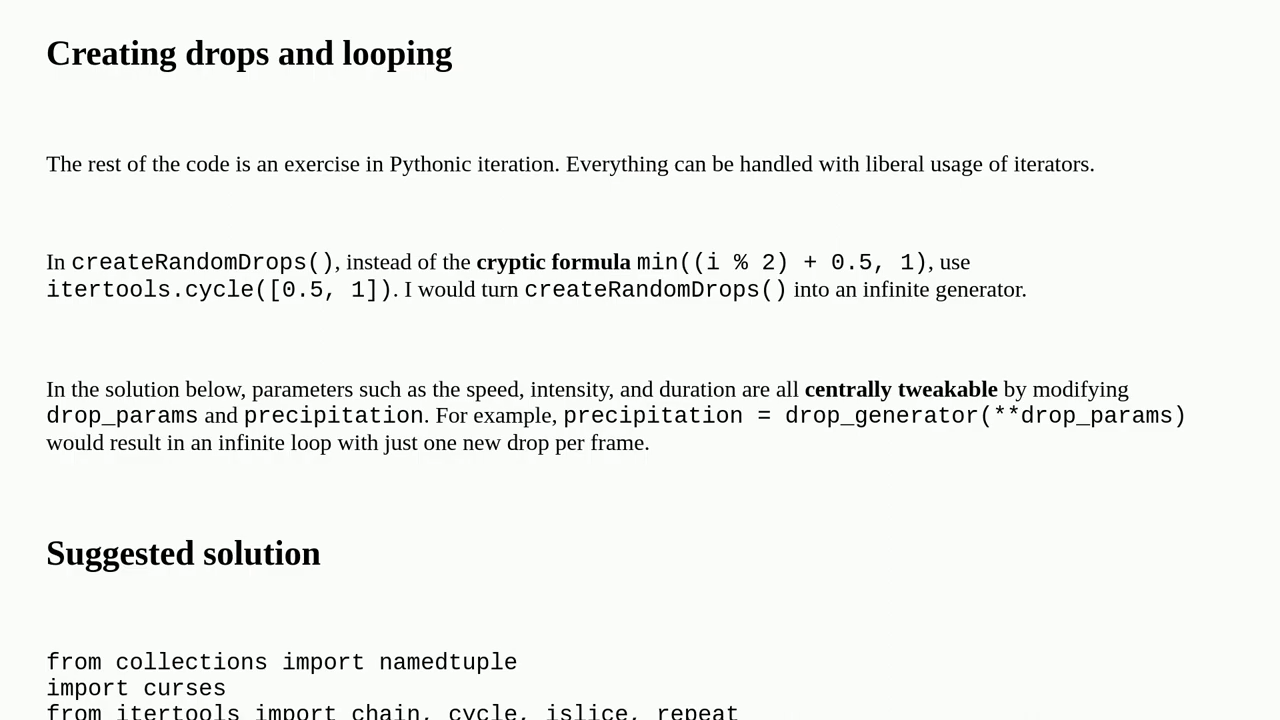 Creating drops and looping
The rest of the code is an exercise in Pythonic iteration. Everything can be handled with liberal usage of iterators.
In createRandomDrops(), instead of the cryptic formula min((i % 2) + 0.5, 1), use
itertools.cycle([0.5, 1]). I would turn createRandomDrops() into an infinite generator.
In the solution below, parameters such as the speed, intensity, and duration are all centrally tweakable by modifying
drop_params and precipitation. For example, precipitation = drop_generator(**drop_params)
would result in an infinite loop with just one new drop per frame.
Suggested solution
from collections import namedtuple
import curses
from itertools import chain, cycle, islice, repeat